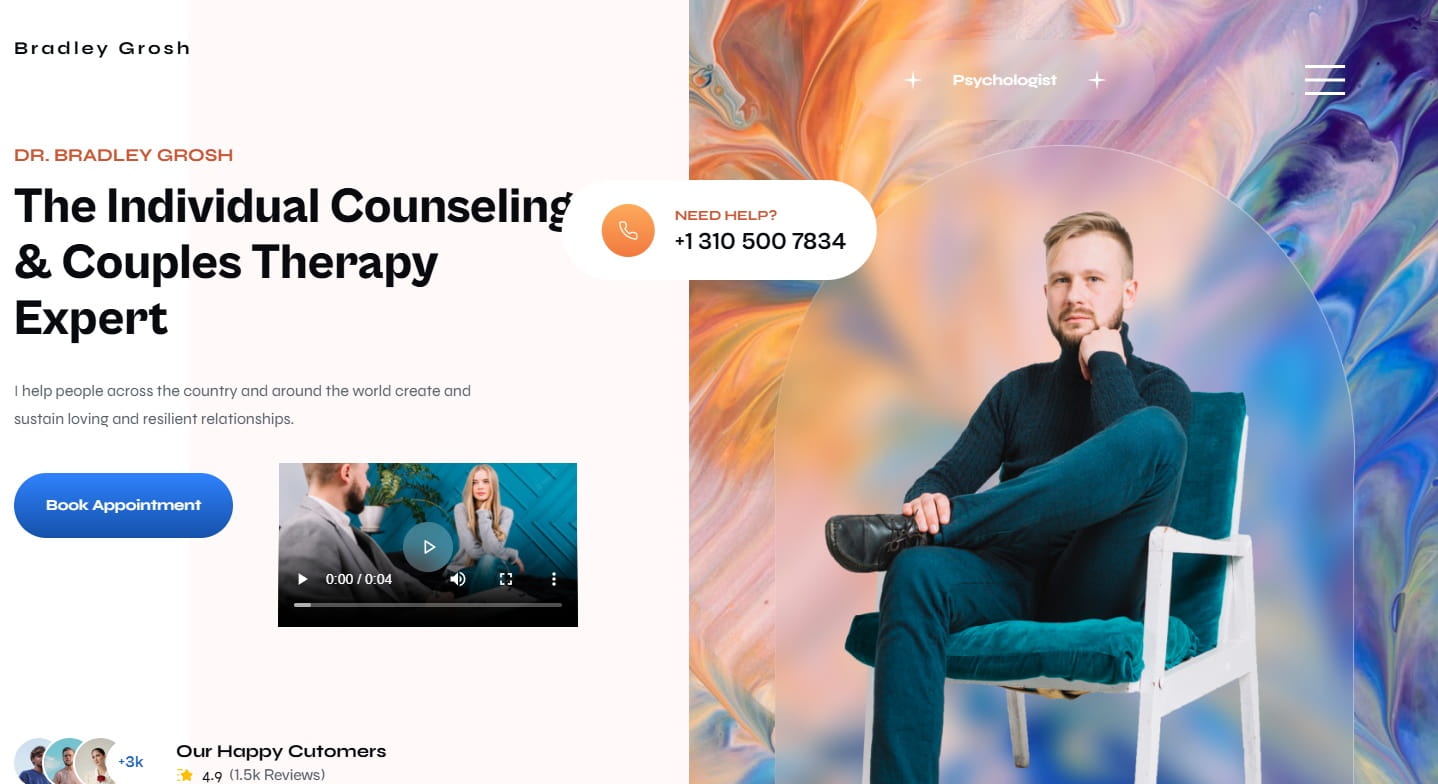 Bradley Grosh
Psychologist
DR. BRADLEY GROSH
The Individual Counseling
& Couples Therapy
Expert
NEED HELP?
+1 310 500 7834
I help people across the country and around the world create and
sustain loving and resilient relationships.
Book Appointment
0:00 / 0:04
+3k
Our Happy Cutomers
4.9 (1.5k Reviews)